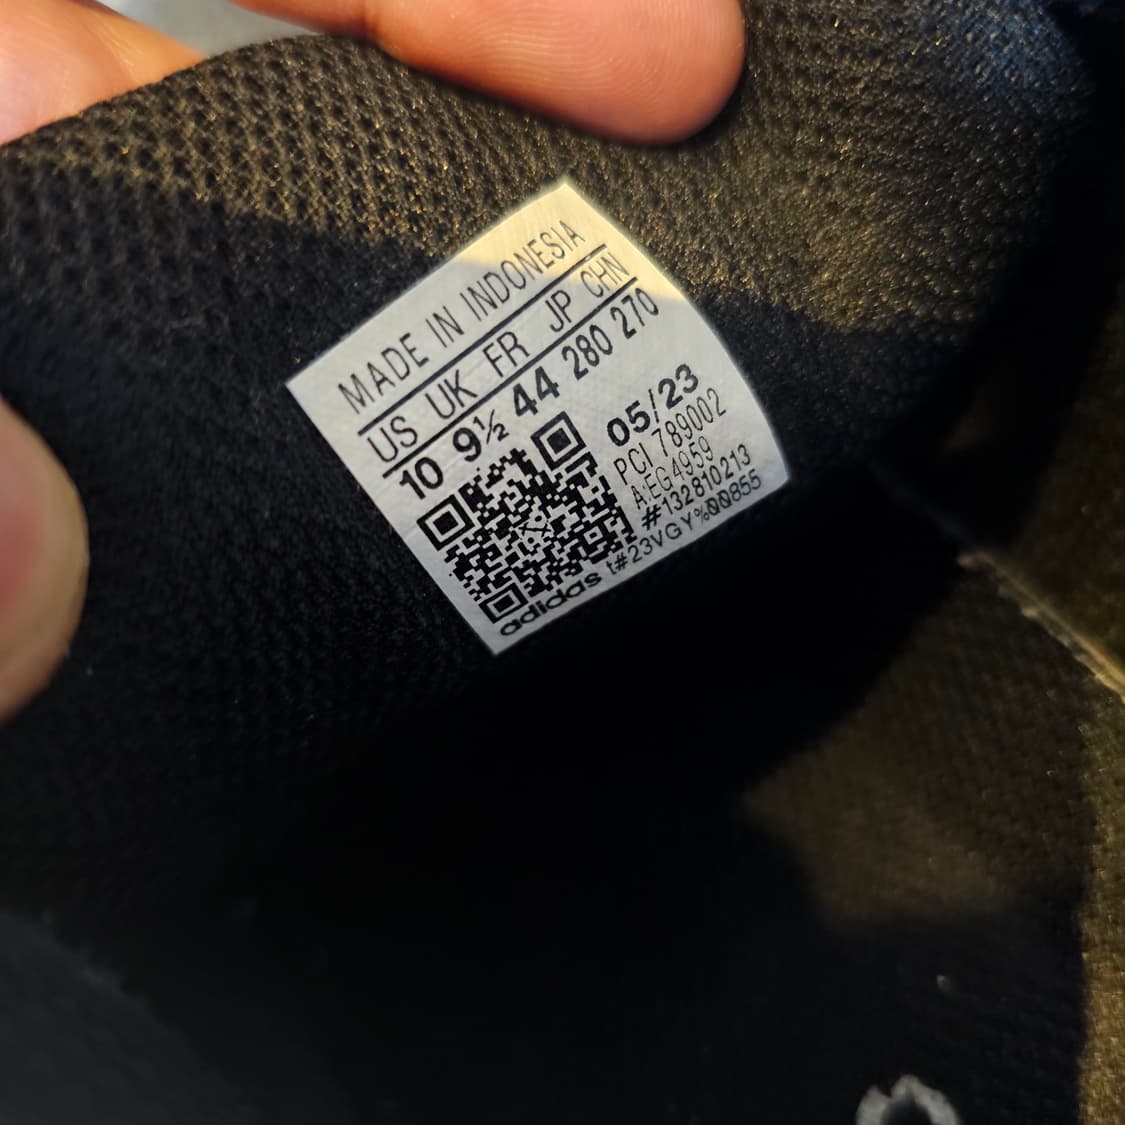 MADE IN INDONESIA
US UK FR JP CHN
10 9½ 44 280 270
05/23
PCI 789002
A:EG4959
#132810213
adidas t#23VGY%00855